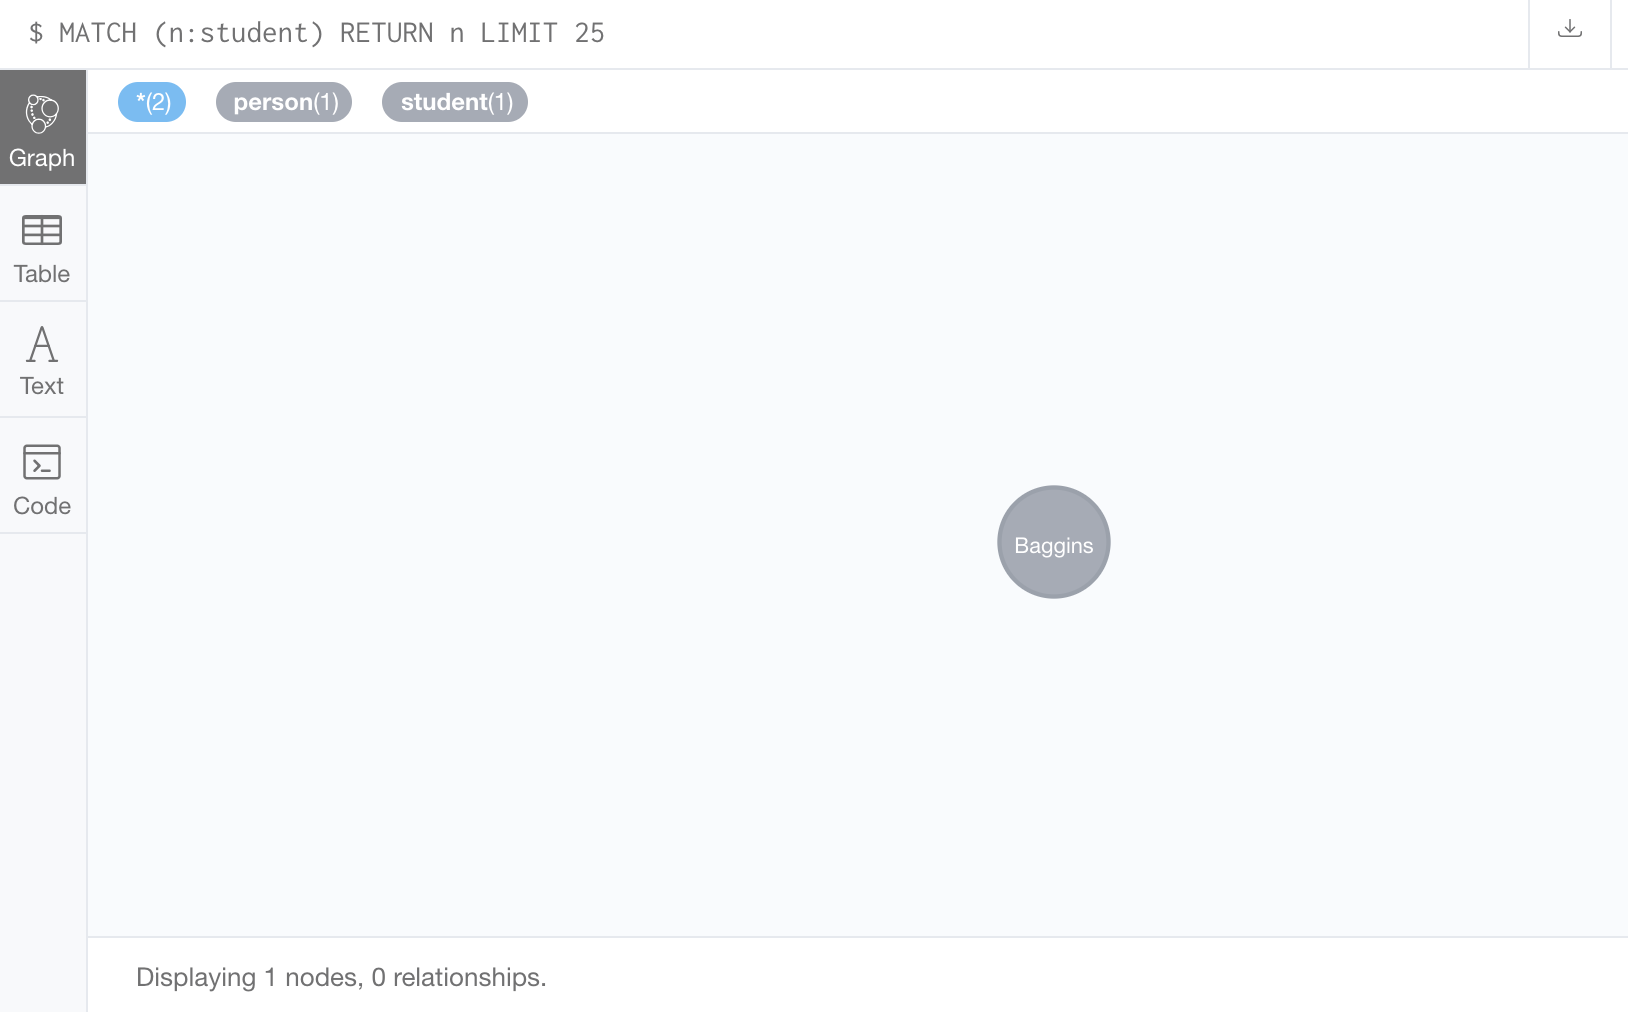 $ MATCH (n:student) RETURN n LIMIT 25
*(2) person(1) student(1)
Graph
Table
Text
Code
Baggins
Displaying 1 nodes, 0 relationships.